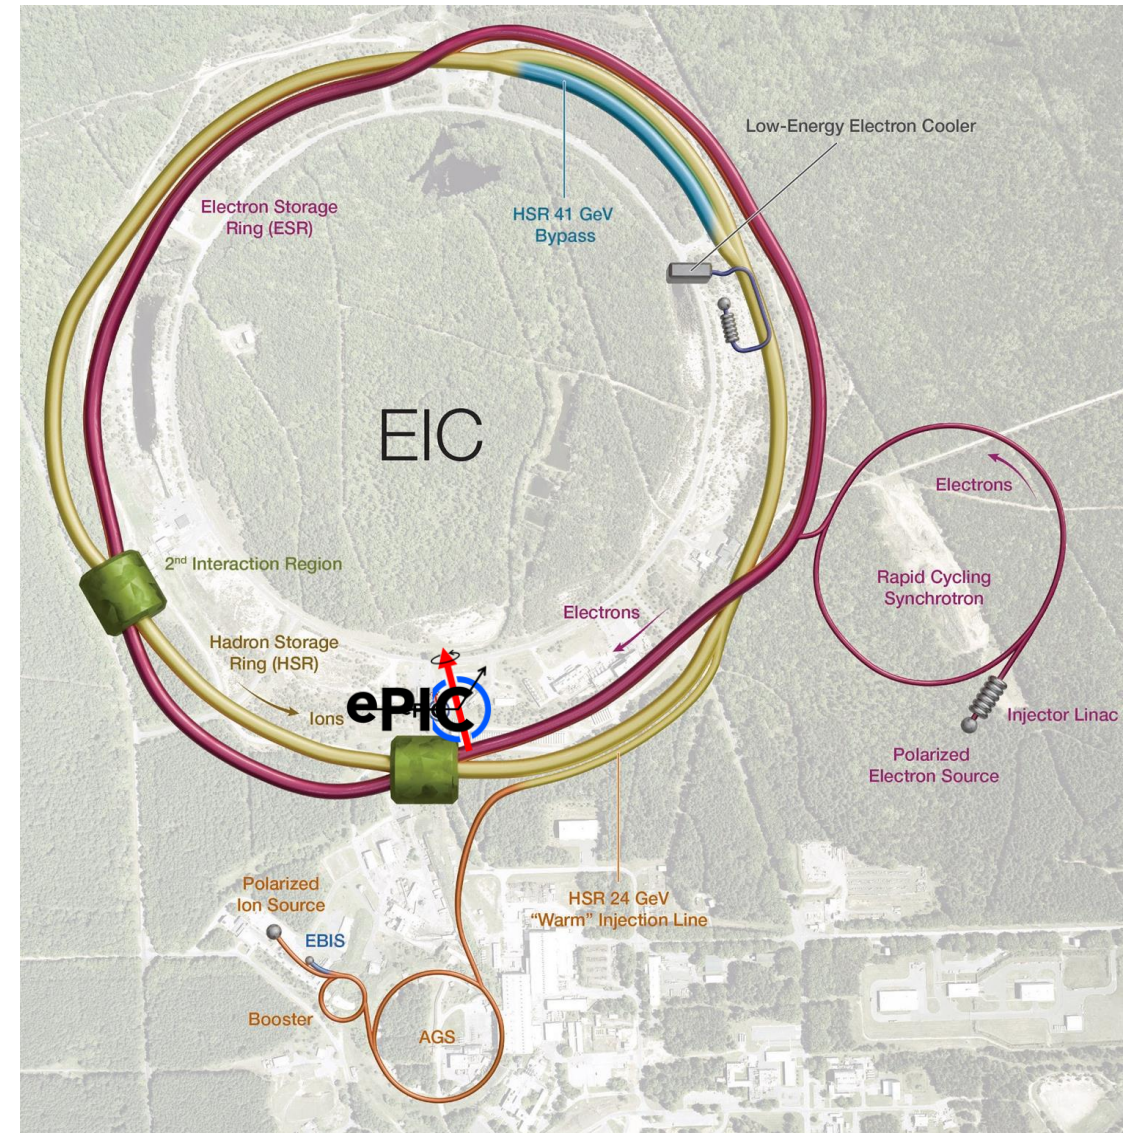 Low-Energy Electron Cooler
Electron Storage
Ring (ESR)
HSR 41 GeV
Bypass
EIC
Electrons
2nd Interaction Region
Rapid Cycling
Synchrotron
Electrons
Hadron Storage
Ring (HSR)
Ions
ePIC
Injector Linac
Polarized
Electron Source
Polarized
Ion Source
HSR 24 GeV
“Warm” Injection Line
EBIS
Booster
AGS